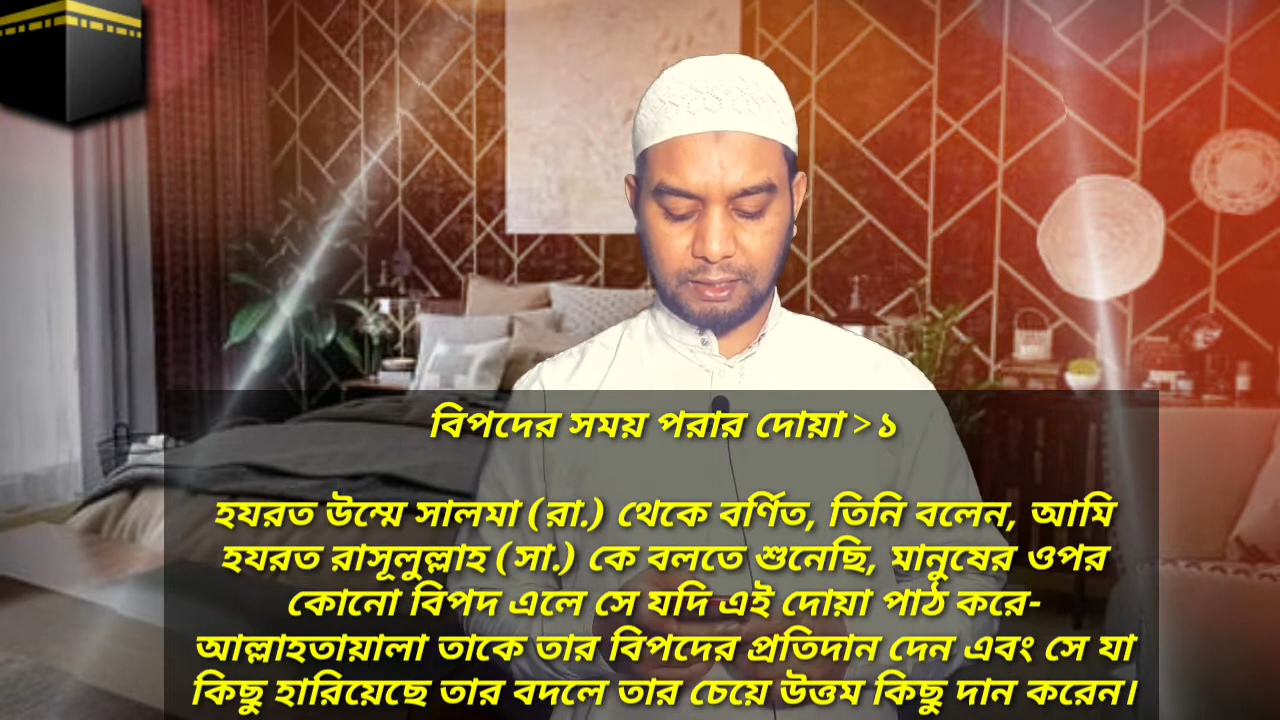 বিপদের সময় পরার দোয়া > ১
হযরত উম্মে সালমা (রা.) থেকে বর্ণিত, তিনি বলেন, আমি
হযরত রাসূলুল্লাহ (সা.) কে বলতে শুনেছি, মানুষের ওপর
কোনো বিপদ এলে সে যদি এই দোয়া পাঠ করে-
আল্লাহতায়ালা তাকে তার বিপদের প্রতিদান দেন এবং সে যা
কিছু হারিয়েছে তার বদলে তার চেয়ে উত্তম কিছু দান করেন।